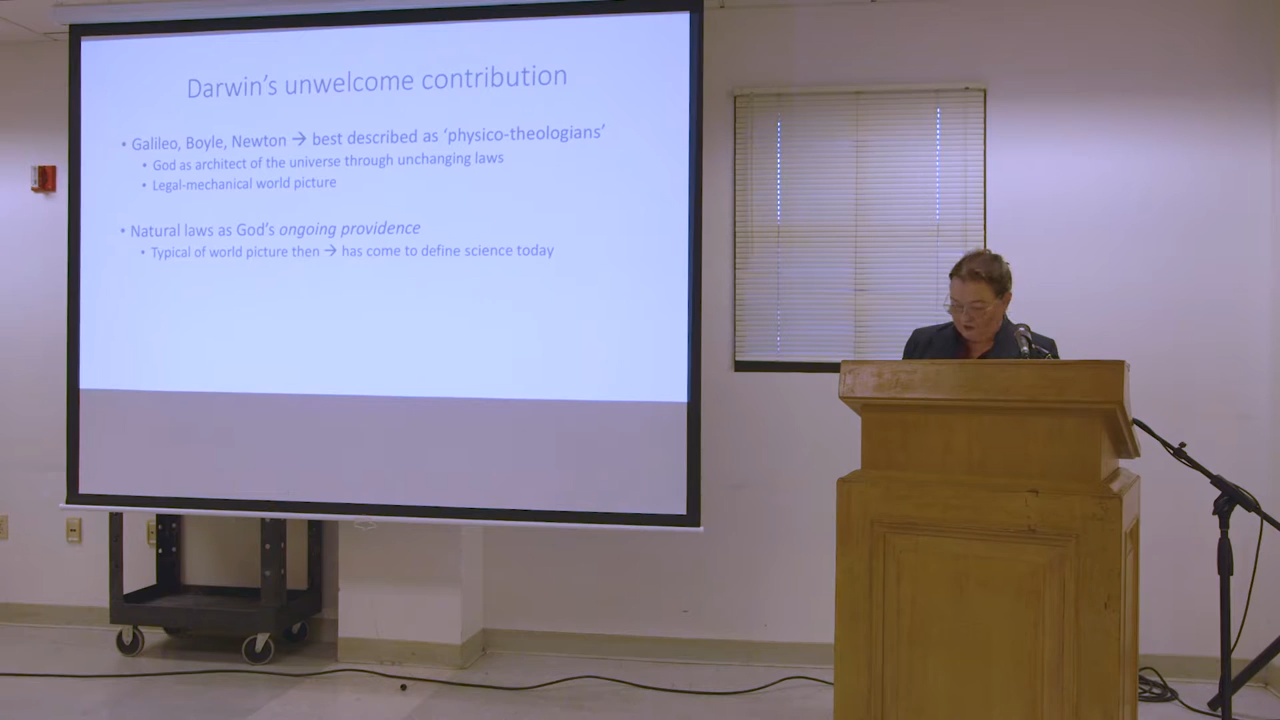 Darwin's unwelcome contribution
• Galileo, Boyle, Newton → best described as 'physico-theologians'
• God as architect of the universe through unchanging laws
• Legal-mechanical world picture
• Natural laws as God's ongoing providence
• Typical of world picture then → has come to define science today